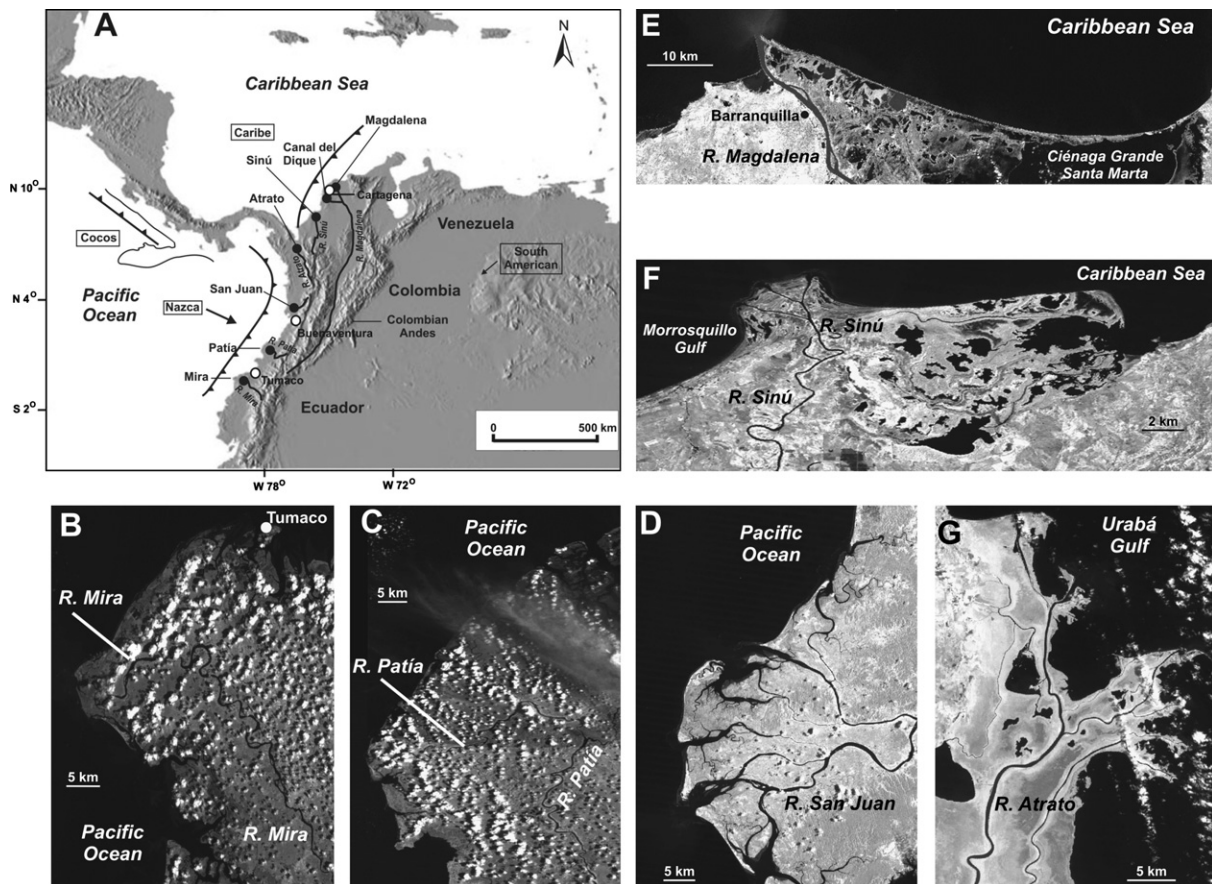 A
N
Caribbean Sea
Magdalena
Caribe
Canal del
Dique
Sinú
Cartagena
N 10°
Atrato
R. Sinú
R. Magdalena
Venezuela
Cocos
R. Atrato
South
American
Pacific
Ocean
San Juan
Colombia
N 4°
Nazca
Buenaventura
Colombian
Andes
Patía
R. Patía
Mira
Tumaco
R. Mira
Ecuador
S 2°
0 500 km
W 78° W 72°
E
Caribbean Sea
10 km
Barranquilla
R. Magdalena
Ciénaga Grande
Santa Marta
F
Caribbean Sea
Morrosquillo
Gulf
R. Sinú
R. Sinú
2 km
B
Tumaco
R. Mira
5 km
R. Mira
Pacific
Ocean
C
Pacific
Ocean
5 km
R. Patía
R. Patía
D
Pacific
Ocean
R. San Juan
5 km
G
Urabá
Gulf
R. Atrato
5 km